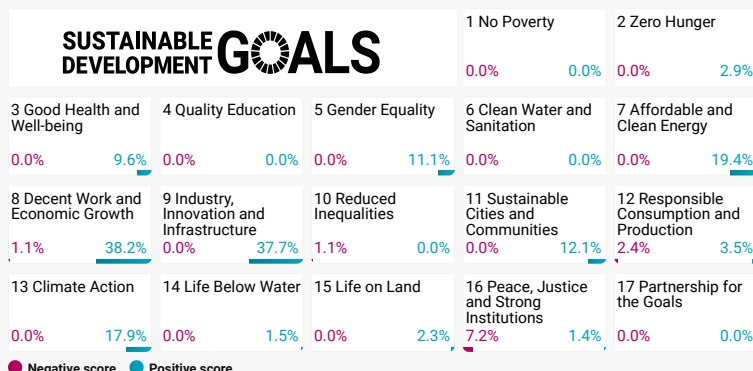 SUSTAINABLE
DEVELOPMENT GOALS
1 No Poverty
0.0% 0.0%
2 Zero Hunger
0.0% 2.9%
3 Good Health and
Well-being
0.0% 9.6%
4 Quality Education
0.0% 0.0%
5 Gender Equality
0.0% 11.1%
6 Clean Water and
Sanitation
0.0% 0.0%
7 Affordable and
Clean Energy
0.0% 19.4%
8 Decent Work and
Economic Growth
1.1% 38.2%
9 Industry,
Innovation and
Infrastructure
0.0% 37.7%
10 Reduced
Inequalities
1.1% 0.0%
11 Sustainable
Cities and
Communities
0.0% 12.1%
12 Responsible
Consumption and
Production
2.4% 3.5%
13 Climate Action
0.0% 17.9%
14 Life Below Water
0.0% 1.5%
15 Life on Land
0.0% 2.3%
16 Peace, Justice
and Strong
Institutions
7.2% 1.4%
17 Partnership for
the Goals
0.0% 0.0%
Negative score Positive score